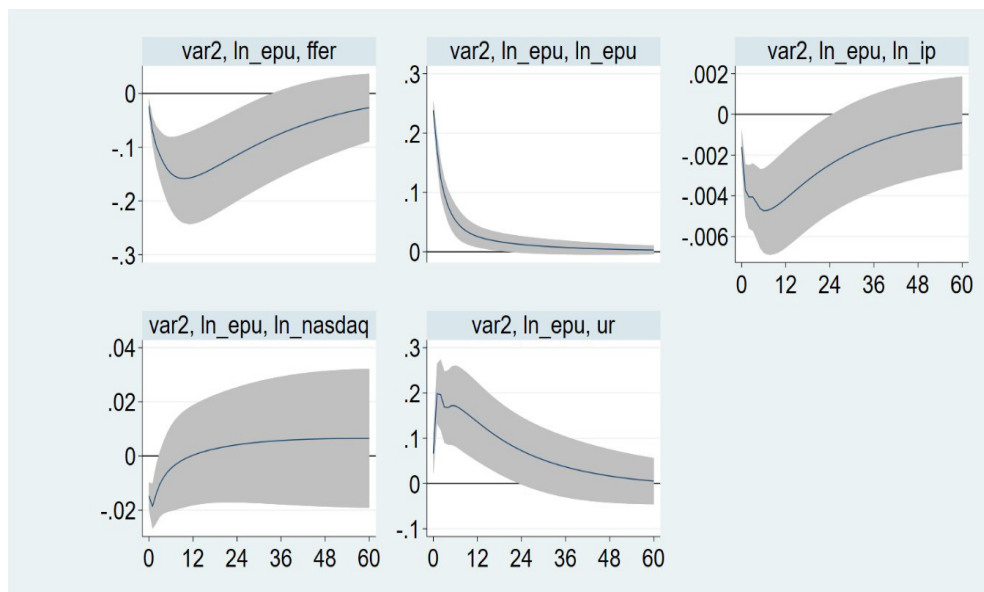 var2, ln_epu, ffer
0
-.1
-.2
-.3
var2, ln_epu, ln_epu
.3
.2
.1
0
var2, ln_epu, ln_ip
.002
0
-.002
-.004
-.006
0 12 24 36 48 60
var2, ln_epu, ln_nasdaq
.04
.02
0
-.02
0 12 24 36 48 60
var2, ln_epu, ur
.3
.2
.1
0
-.1
0 12 24 36 48 60